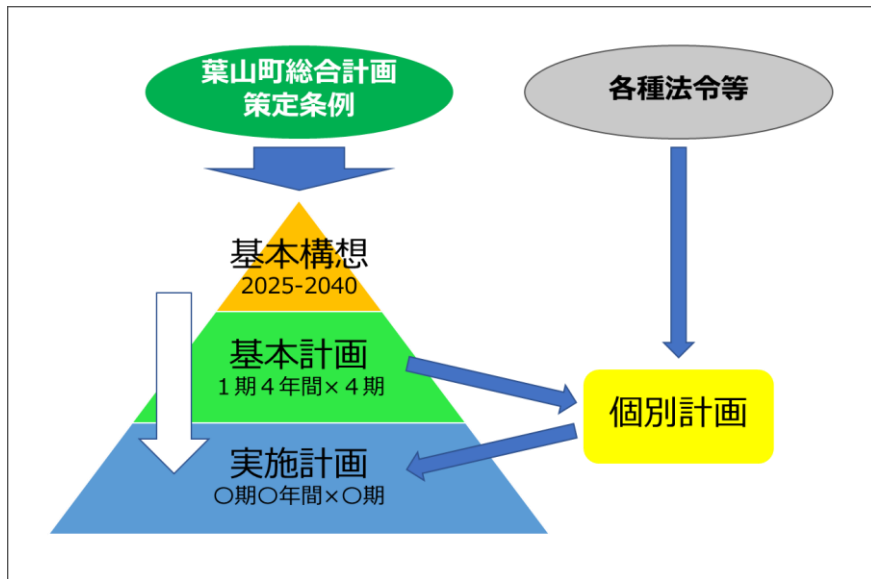 葉山町総合計画
策定条例
各種法令等
基本構想
2025-2040
基本計画
１期４年間×４期
個別計画
実施計画
〇期〇年間×〇期